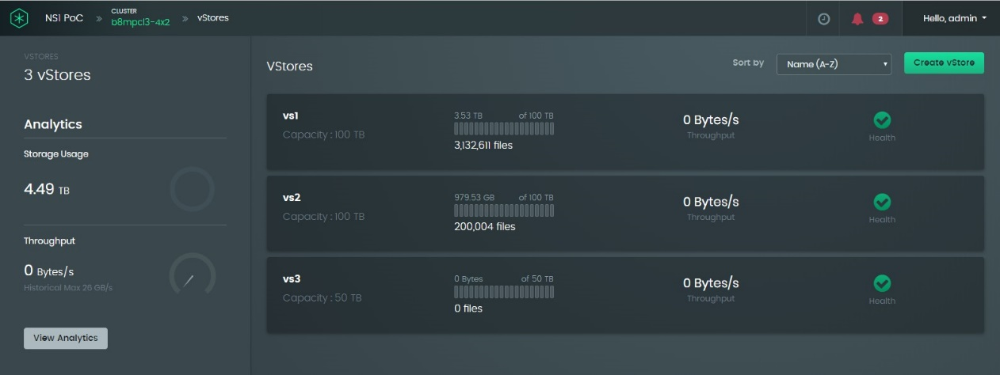 NSI PoC » CLUSTER b8mpcl3-4x2 » vStores
2
Hello, admin
VSTORES
3 vStores
Analytics
Storage Usage
4.49 TB
Throughput
0 Bytes/s
Historical Max 26 GB/s
View Analytics
VStores
Sort by
Name (A-Z)
Create vStore
vs1
Capacity : 100 TB
3.53 TB of 100 TB
3,132,611 files
0 Bytes/s
Throughput
Health
vs2
Capacity : 100 TB
979.53 GB of 100 TB
200,004 files
0 Bytes/s
Throughput
Health
vs3
Capacity : 50 TB
0 Bytes of 50 TB
0 files
0 Bytes/s
Throughput
Health